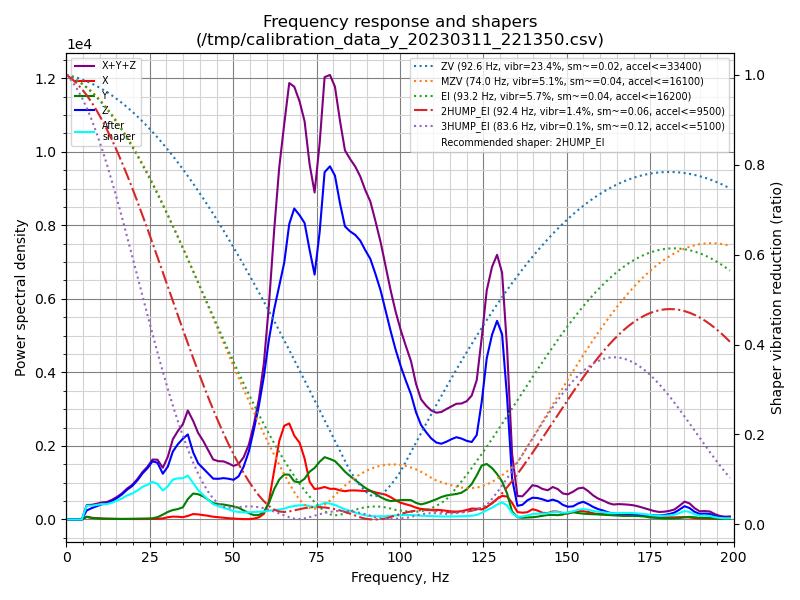 Frequency response and shapers
(/tmp/calibration_data_y_20230311_221350.csv)
1e4
X+Y+Z
X
Y
Z
After
shaper
ZV (92.6 Hz, vibr=23.4%, sm~=0.02, accel<=33400)
MZV (74.0 Hz, vibr=5.1%, sm~=0.04, accel<=16100)
EI (93.2 Hz, vibr=5.7%, sm~=0.04, accel<=16200)
2HUMP_EI (92.4 Hz, vibr=1.4%, sm~=0.06, accel<=9500)
3HUMP_EI (83.6 Hz, vibr=0.1%, sm~=0.12, accel<=5100)
Recommended shaper: 2HUMP_EI
Power spectral density
1.2
1.0
0.8
0.6
0.4
0.2
0.0
1.0
0.8
0.6
0.4
0.2
0.0
Shaper vibration reduction (ratio)
0 25 50 75 100 125 150 175 200
Frequency, Hz